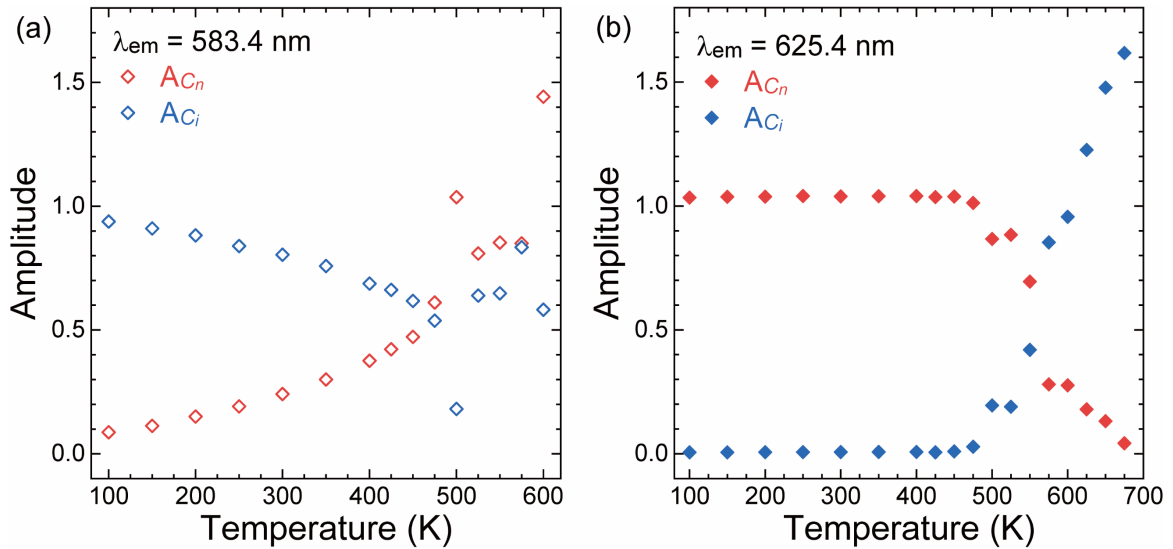 (a)
λem = 583.4 nm
ACn
ACi
1.5
1.0
0.5
0.0
Amplitude
100 200 300 400 500 600
Temperature (K)
(b)
λem = 625.4 nm
ACn
ACi
1.5
1.0
0.5
0.0
Amplitude
100 200 300 400 500 600 700
Temperature (K)